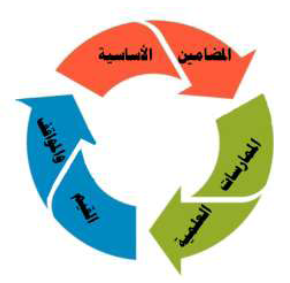 المضامين الأساسية
الممارسات العلمية
القيم والمواقف